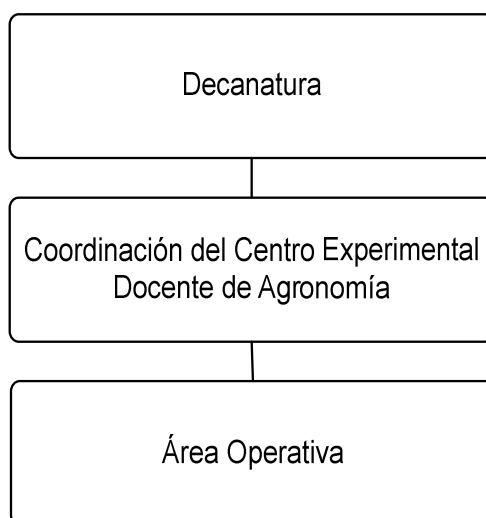 Decanatura
Coordinación del Centro Experimental
Docente de Agronomía
Área Operativa